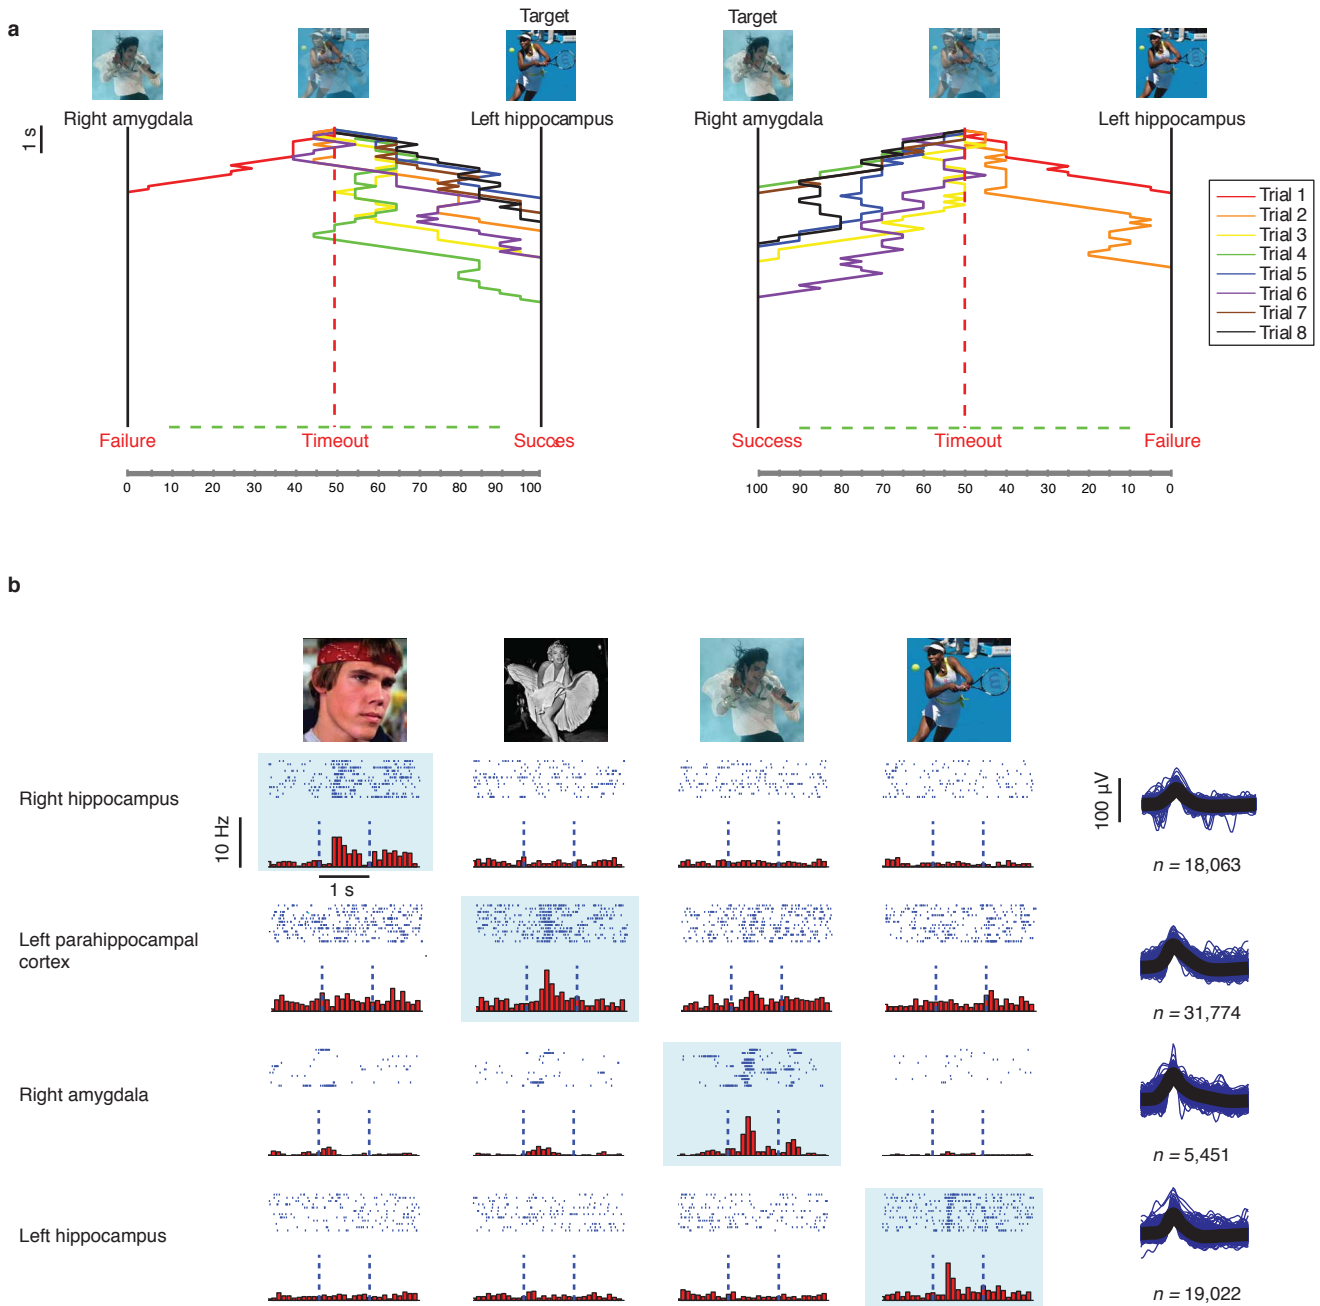 a
Target
Target
Right amygdala
Left hippocampus
Right amygdala
Left hippocampus
1 s
Trial 1
Trial 2
Trial 3
Trial 4
Trial 5
Trial 6
Trial 7
Trial 8
Failure
Timeout
Success
Success
Timeout
Failure
0 10 20 30 40 50 60 70 80 90 100
100 90 80 70 60 50 40 30 20 10 0
b
Right hippocampus
10 Hz
1 s
100 µV
n = 18,063
Left parahippocampal
cortex
n = 31,774
Right amygdala
n = 5,451
Left hippocampus
n = 19,022